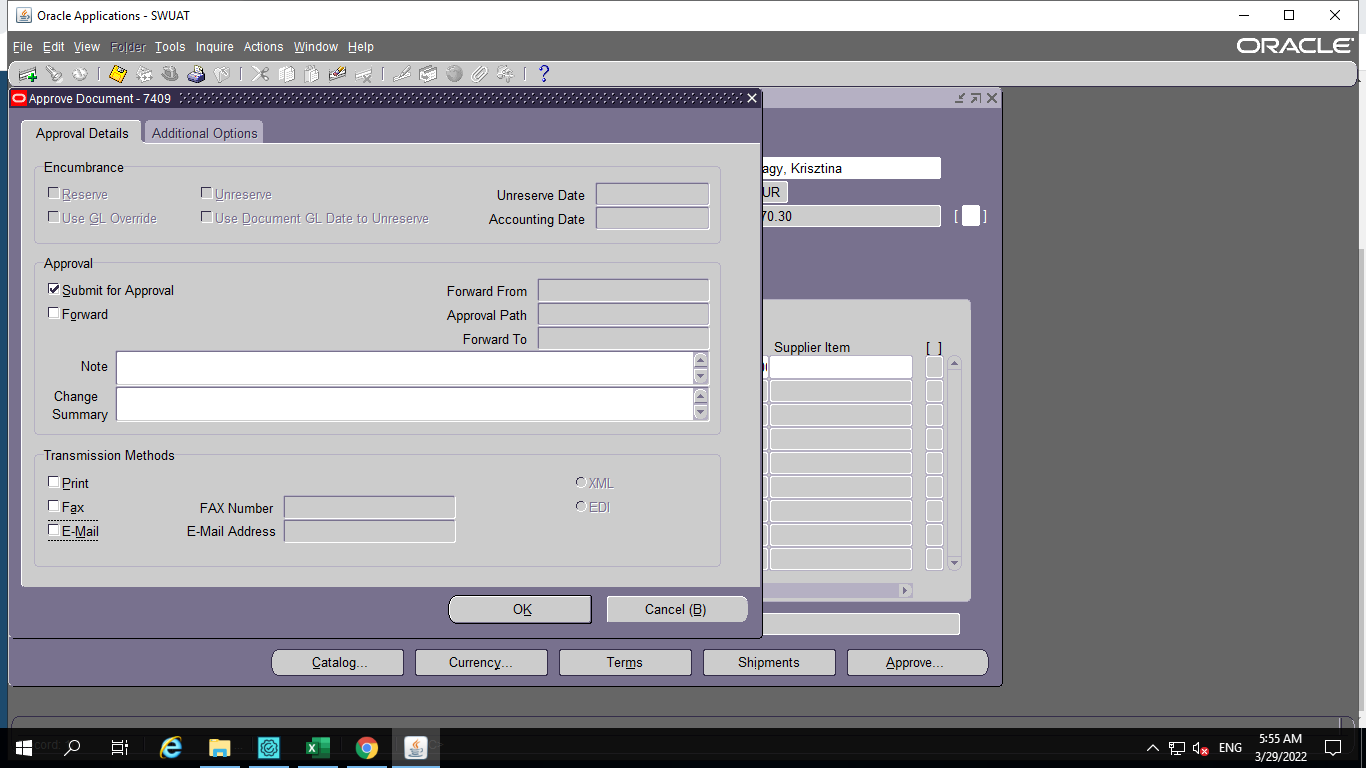 Oracle Applications - SWUAT
File Edit View Folder Tools Inquire Actions Window Help
ORACLE
Approve Document - 7409
Approval Details Additional Options
Encumbrance
Reserve Unreserve Unreserve Date
Use GL Override Use Document GL Date to Unreserve Accounting Date
agy, Krisztina
UR
70.30 [ ]
Approval
Submit for Approval Forward From
Forward Approval Path
Forward To
Note
Change
Summary
Supplier Item [ ]
Transmission Methods
Print XML
Fax FAX Number EDI
E-Mail E-Mail Address
OK Cancel (B)
Catalog... Currency... Terms Shipments Approve...
ENG
5:55 AM
3/29/2022